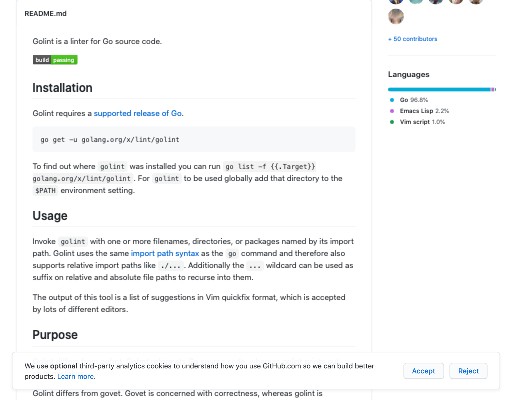 README.md
Golint is a linter for Go source code.
build passing
Installation
Golint requires a supported release of Go.
go get -u golang.org/x/lint/golint
To find out where golint was installed you can run go list -f {{.Target}}
golang.org/x/lint/golint . For golint to be used globally add that directory to the
$PATH environment setting.
Usage
Invoke golint with one or more filenames, directories, or packages named by its import
path. Golint uses the same import path syntax as the go command and therefore also
supports relative import paths like ./... . Additionally the ... wildcard can be used as
suffix on relative and absolute file paths to recurse into them.
The output of this tool is a list of suggestions in Vim quickfix format, which is accepted
by lots of different editors.
Purpose
Golint differs from govet. Govet is concerned with correctness, whereas golint is
+ 50 contributors
Languages
Go 96.8%
Emacs Lisp 2.2%
Vim script 1.0%
We use optional third-party analytics cookies to understand how you use GitHub.com so we can build better
products. Learn more.
Accept
Reject